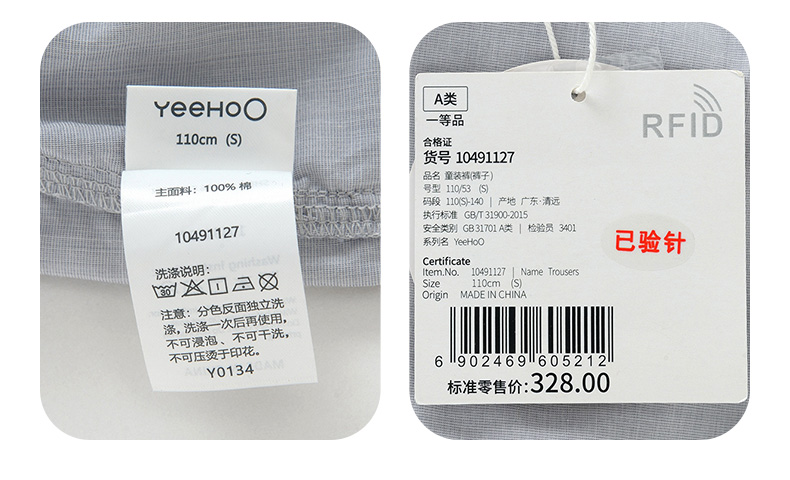 YeeHoO
110cm (S)
主面料：100% 棉
10491127
洗涤说明：
注意：分色反面独立洗
涤,洗涤一次后再使用,
不可浸泡、不可干洗,
不可压烫于印花。
Y0134
A类
一等品
RFID
合格证
货号 10491127
品名 童装裤(裤子)
号型 110/53 (S)
码段 110(S)-140 | 产地 广东·清远
执行标准 GB/T 31900-2015
安全类别 GB 31701 A类 | 检验员 3401
系列名 YeeHoO
已验针
Certificate
Item.No. 10491127 | Name Trousers
Size 110cm (S)
Origin MADE IN CHINA
6 902469 605212
标准零售价:328.00